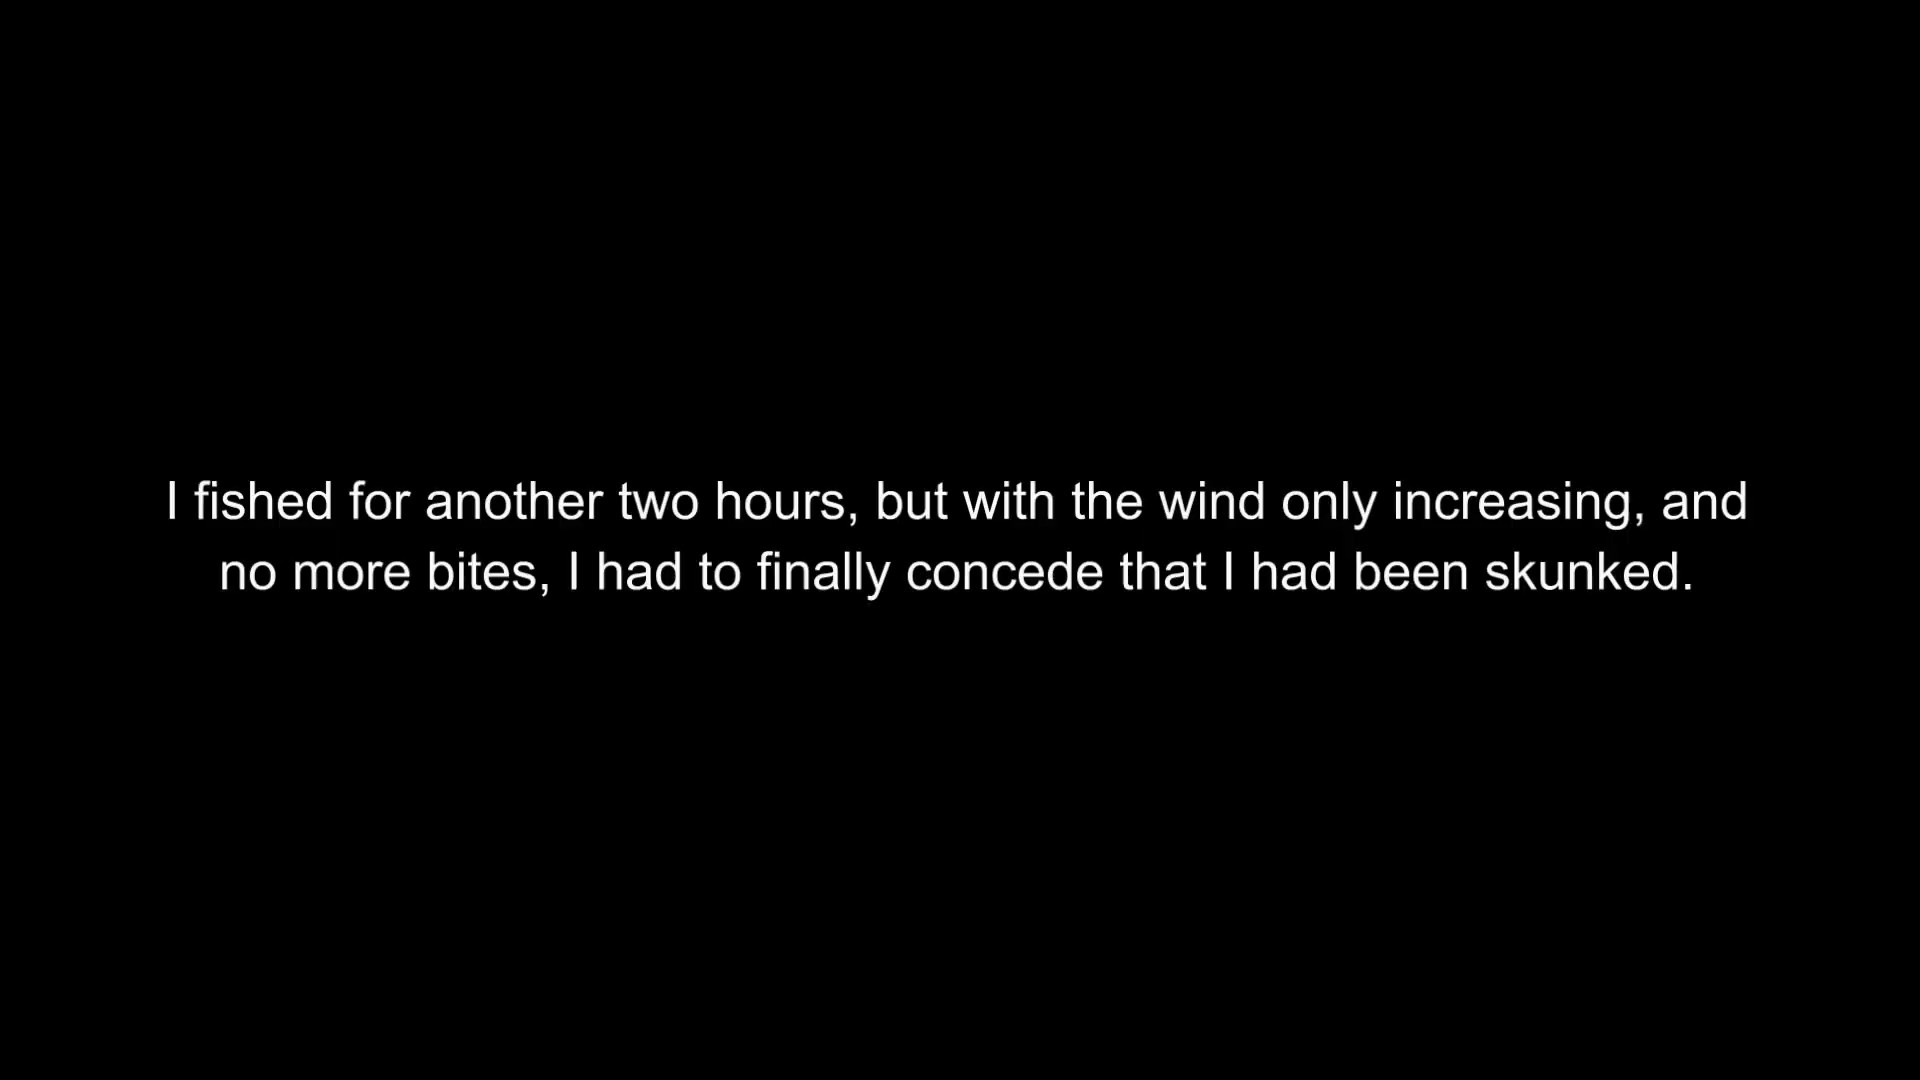 I fished for another two hours, but with the wind only increasing, and
no more bites, I had to finally concede that I had been skunked.